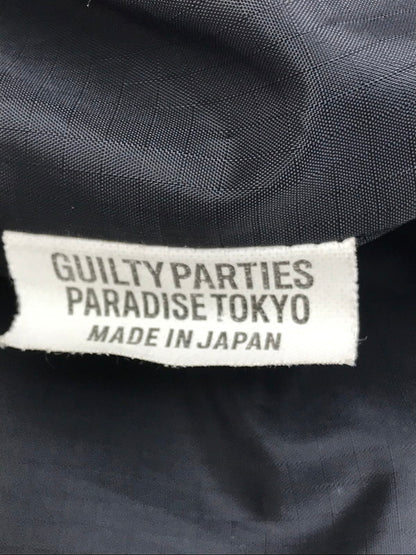 GUILTY PARTIES
PARADISE TOKYO
MADE IN JAPAN